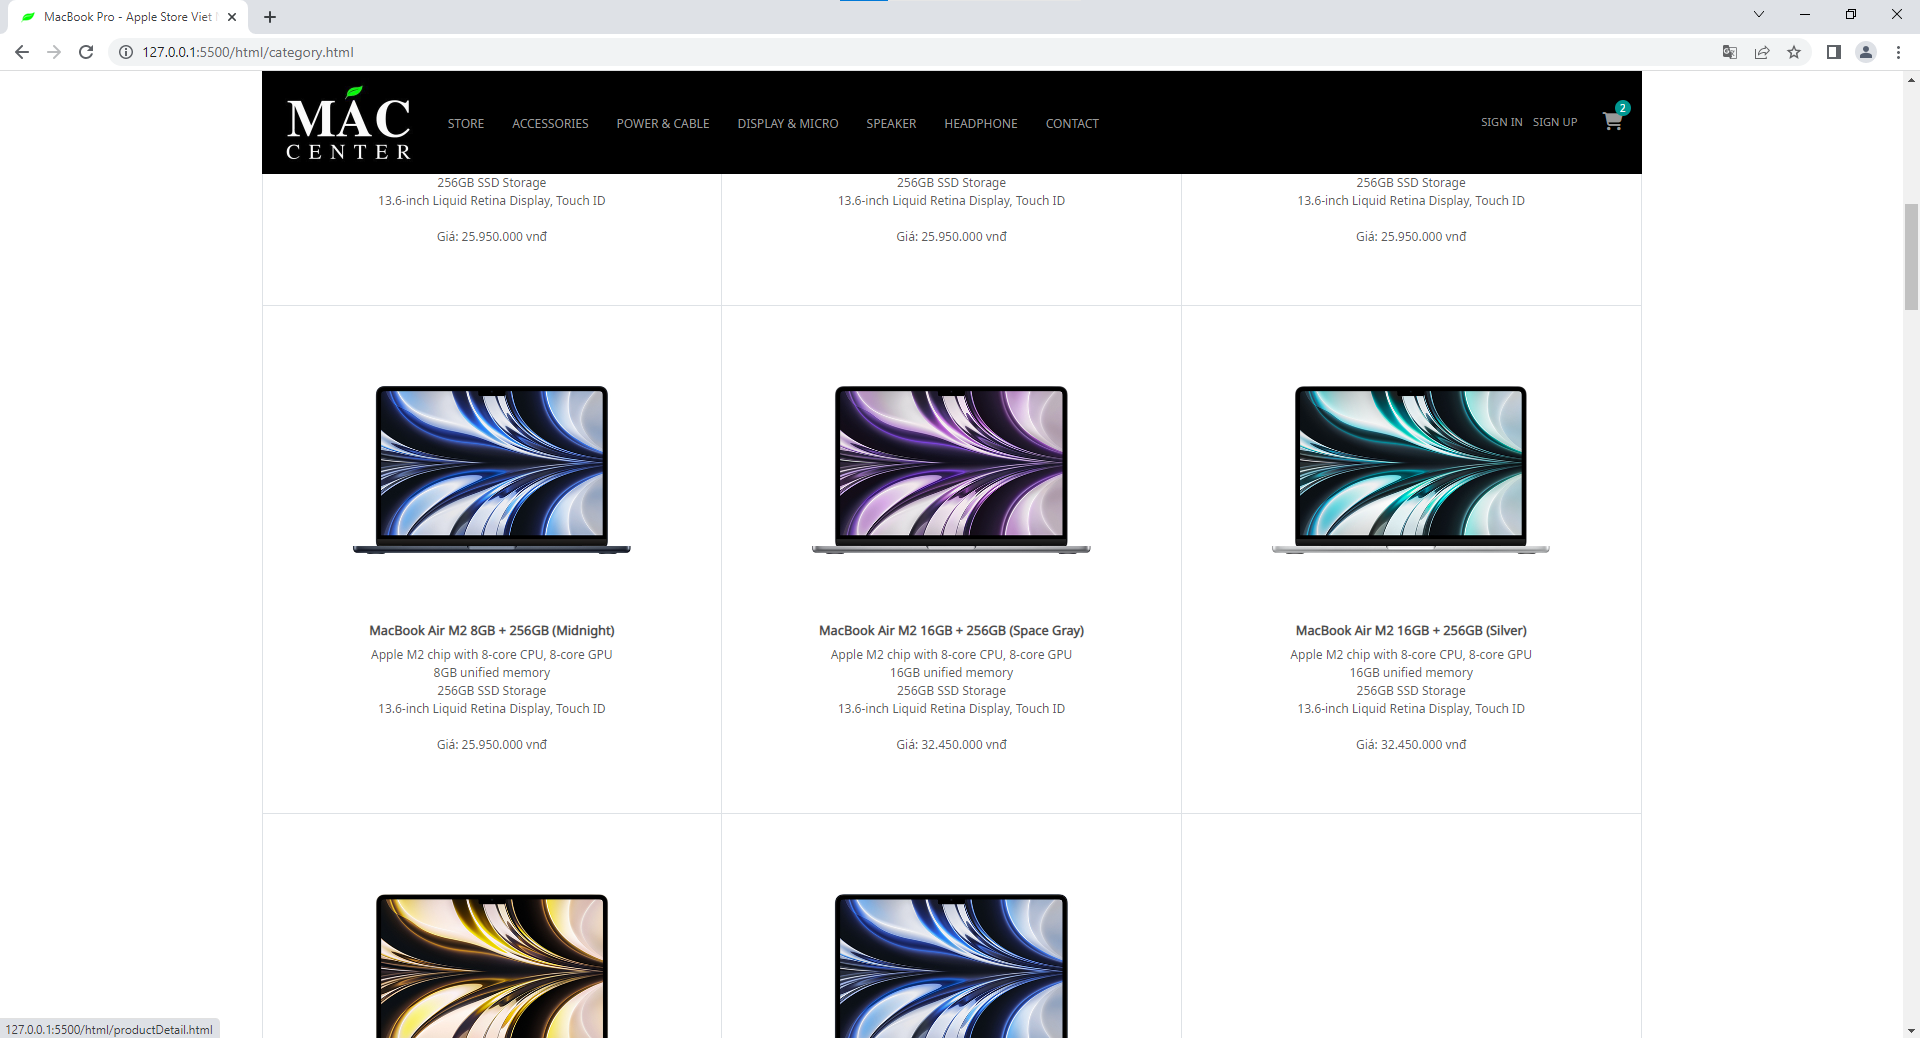 MacBook Pro - Apple Store Viet
127.0.0.1:5500/html/category.html
MAC
CENTER
STORE
ACCESSORIES
POWER & CABLE
DISPLAY & MICRO
SPEAKER
HEADPHONE
CONTACT
SIGN IN
SIGN UP
2
256GB SSD Storage
13.6-inch Liquid Retina Display, Touch ID
Giá: 25.950.000 vnđ
256GB SSD Storage
13.6-inch Liquid Retina Display, Touch ID
Giá: 25.950.000 vnđ
256GB SSD Storage
13.6-inch Liquid Retina Display, Touch ID
Giá: 25.950.000 vnđ
MacBook Air M2 8GB + 256GB (Midnight)
Apple M2 chip with 8-core CPU, 8-core GPU
8GB unified memory
256GB SSD Storage
13.6-inch Liquid Retina Display, Touch ID
Giá: 25.950.000 vnđ
MacBook Air M2 16GB + 256GB (Space Gray)
Apple M2 chip with 8-core CPU, 8-core GPU
16GB unified memory
256GB SSD Storage
13.6-inch Liquid Retina Display, Touch ID
Giá: 32.450.000 vnđ
MacBook Air M2 16GB + 256GB (Silver)
Apple M2 chip with 8-core CPU, 8-core GPU
16GB unified memory
256GB SSD Storage
13.6-inch Liquid Retina Display, Touch ID
Giá: 32.450.000 vnđ
127.0.0.1:5500/html/productDetail.html